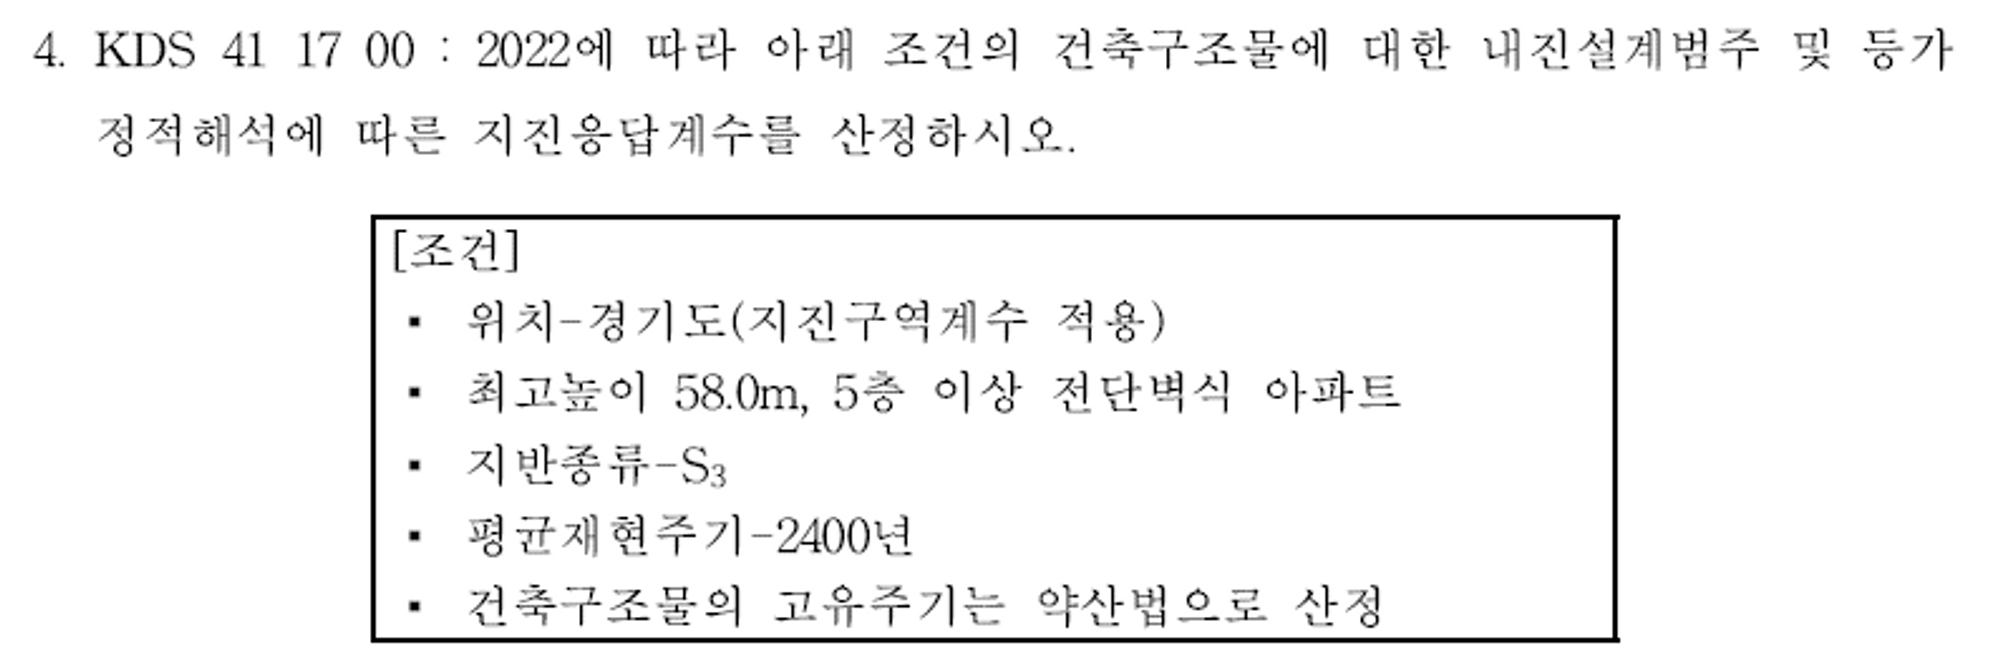 4. KDS 41 17 00 : 2022에 따라 아래 조건의 건축구조물에 대한 내진설계범주 및 등가
정적해석에 따른 지진응답계수를 산정하시오.
[조건]
▪ 위치-경기도(지진구역계수 적용)
▪ 최고높이 58.0m, 5층 이상 전단벽식 아파트
▪ 지반종류-S₃
▪ 평균재현주기-2400년
▪ 건축구조물의 고유주기는 약산법으로 산정